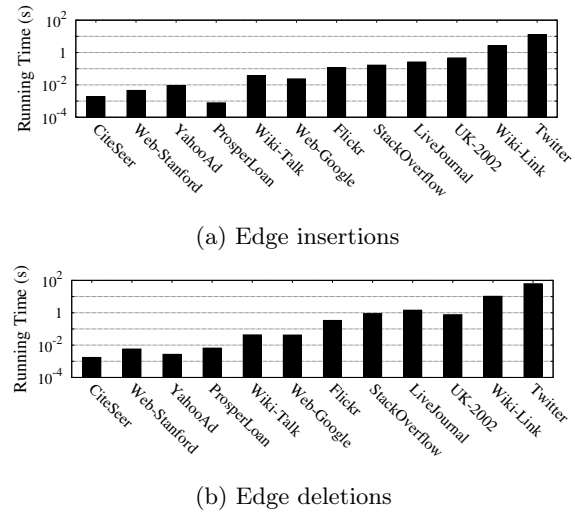 Running Time (s)
10^2
1
10^-2
10^-4
CiteSeer
Web-Stanford
YahooAd
ProsperLoan
Wiki-Talk
Web-Google
Flickr
StackOverflow
LiveJournal
UK-2002
Wiki-Link
Twitter
(a) Edge insertions
Running Time (s)
10^2
1
10^-2
10^-4
CiteSeer
Web-Stanford
YahooAd
ProsperLoan
Wiki-Talk
Web-Google
Flickr
StackOverflow
LiveJournal
UK-2002
Wiki-Link
Twitter
(b) Edge deletions